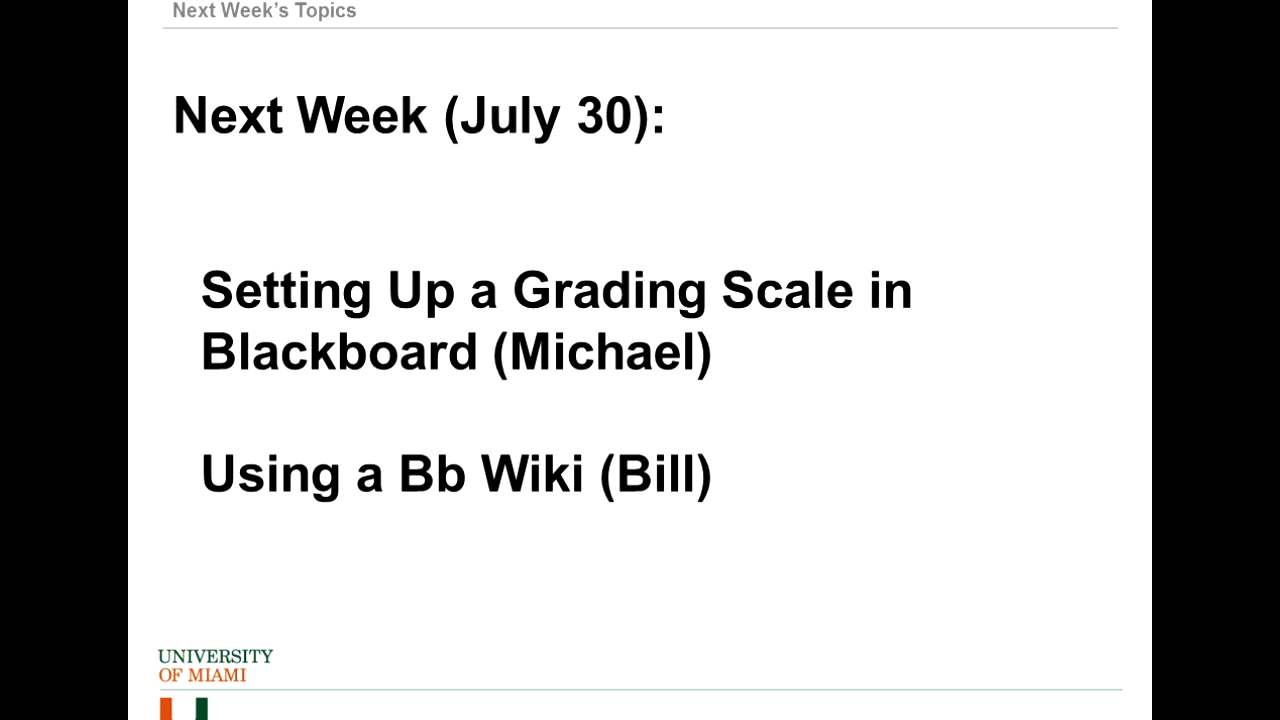 Next Week’s Topics
Next Week (July 30):
Setting Up a Grading Scale in
Blackboard (Michael)
Using a Bb Wiki (Bill)
UNIVERSITY
OF MIAMI